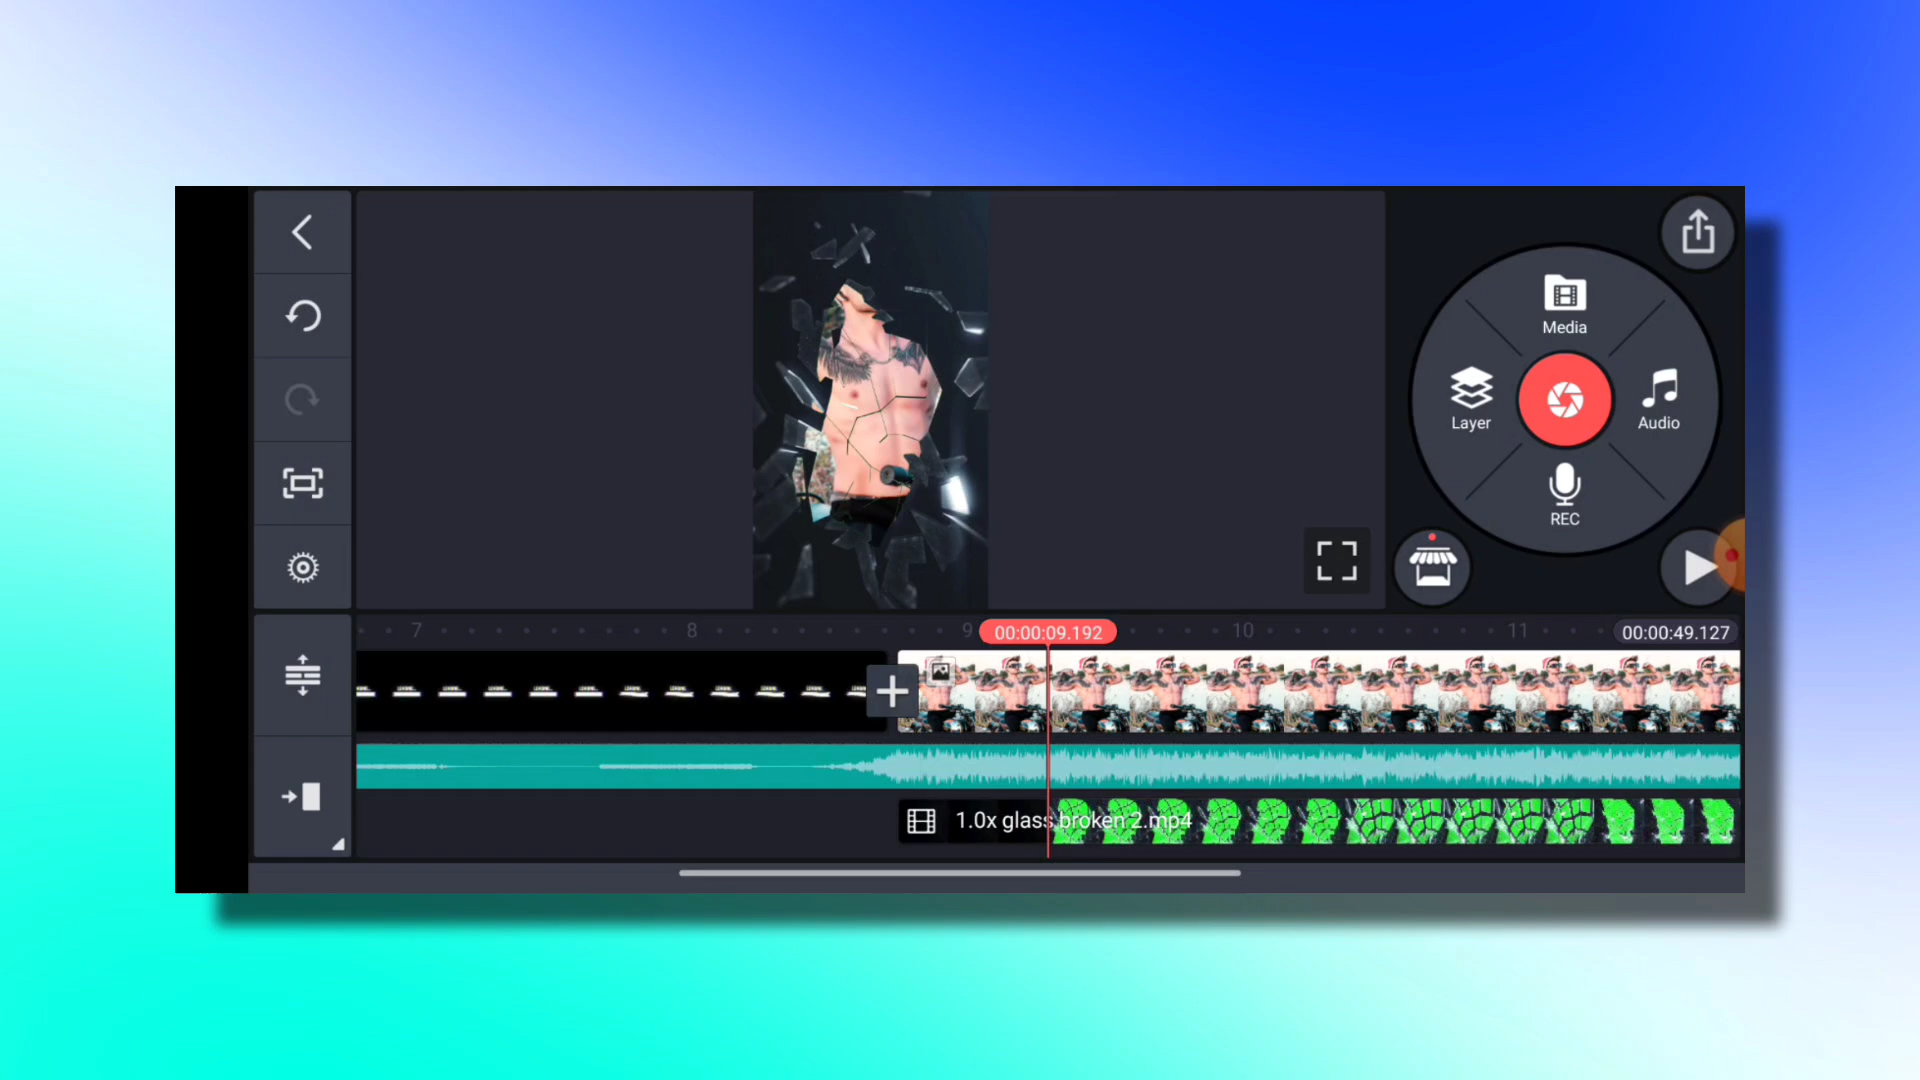 Media
Layer
Audio
REC
7
8
9
00:00:09.192
10
11
00:00:49.127
1.0x glass broken 2.mp4